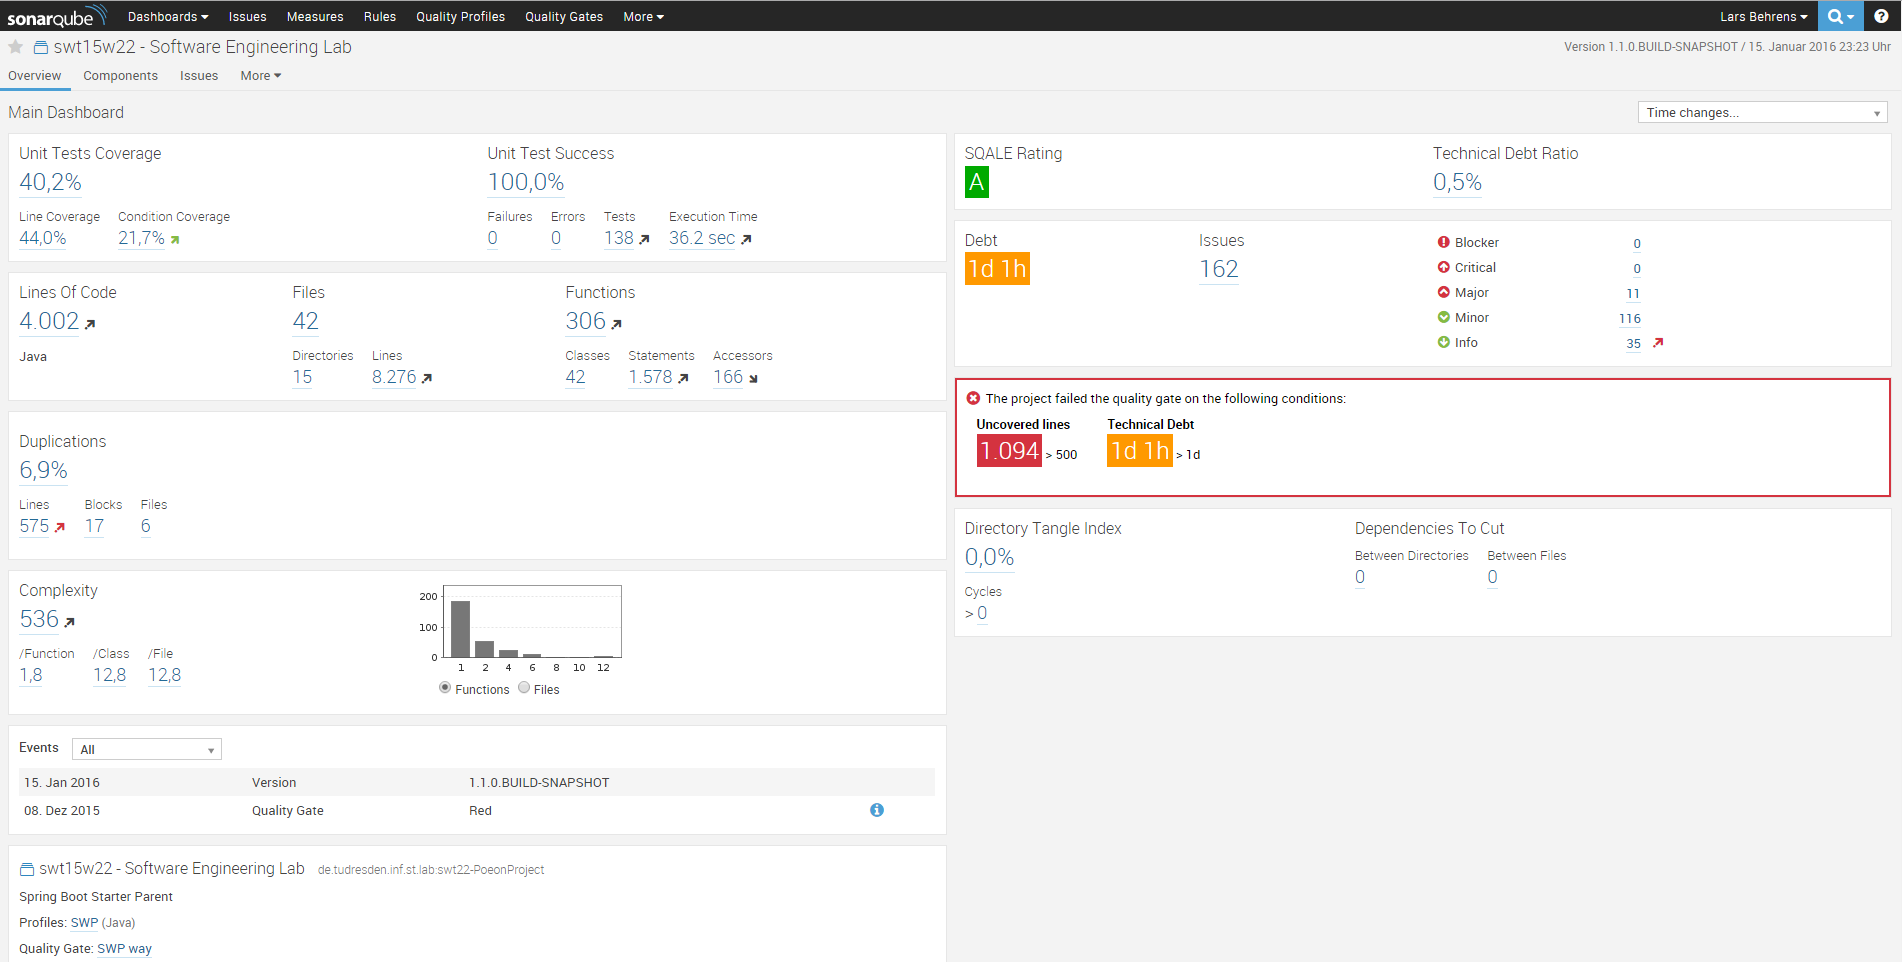 sonarqube Dashboards Issues Measures Rules Quality Profiles Quality Gates More Lars Behrens ?
swt15w22 - Software Engineering Lab
Version 1.1.0.BUILD-SNAPSHOT / 15. Januar 2016 23:23 Uhr
Overview Components Issues More
Main Dashboard
Time changes...
Unit Tests Coverage Unit Test Success
40,2% 100,0%
Line Coverage Condition Coverage Failures Errors Tests Execution Time
44,0% 21,7% 0 0 138 36.2 sec
Lines Of Code Files Functions
4.002 42 306
Java Directories Lines Classes Statements Accessors
15 8.276 42 1.578 166
Duplications
6,9%
Lines Blocks Files
575 17 6
Complexity
536
/Function /Class /File
1,8 12,8 12,8
200
100
0
1 2 4 6 8 10 12
Functions Files
Events All
15. Jan 2016 Version 1.1.0.BUILD-SNAPSHOT
08. Dez 2015 Quality Gate Red
swt15w22 - Software Engineering Lab de.tudresden.inf.st.lab:swt22-PoeonProject
Spring Boot Starter Parent
Profiles: SWP (Java)
Quality Gate: SWP way
SQALE Rating Technical Debt Ratio
A 0,5%
Debt Issues
1d 1h 162
Blocker 0
Critical 0
Major 11
Minor 116
Info 35
The project failed the quality gate on the following conditions:
Uncovered lines Technical Debt
1.094 > 500 1d 1h > 1d
Directory Tangle Index Dependencies To Cut
0,0% Between Directories Between Files
0 0
Cycles
> 0